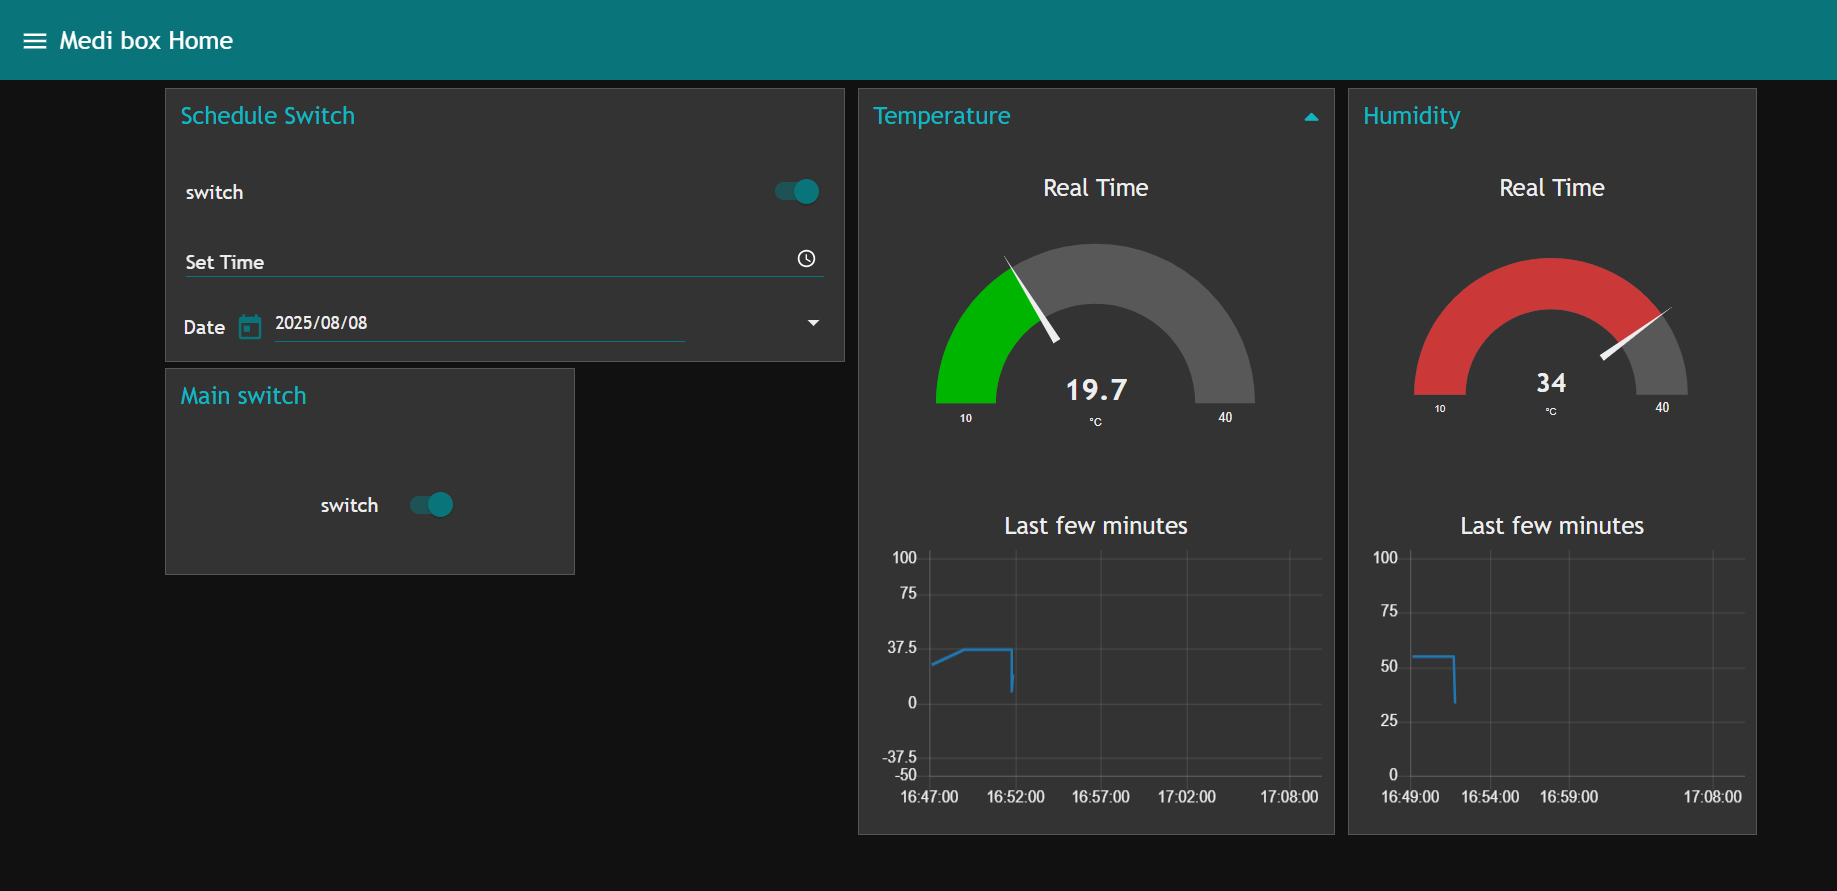 Medi box Home
Schedule Switch
switch
Set Time
Date 2025/08/08
Main switch
switch
Temperature
Real Time
19.7
°C
10
40
Last few minutes
100
75
37.5
0
-37.5
-50
16:47:00 16:52:00 16:57:00 17:02:00 17:08:00
Humidity
Real Time
34
°C
10
40
Last few minutes
100
75
50
25
0
16:49:00 16:54:00 16:59:00 17:08:00